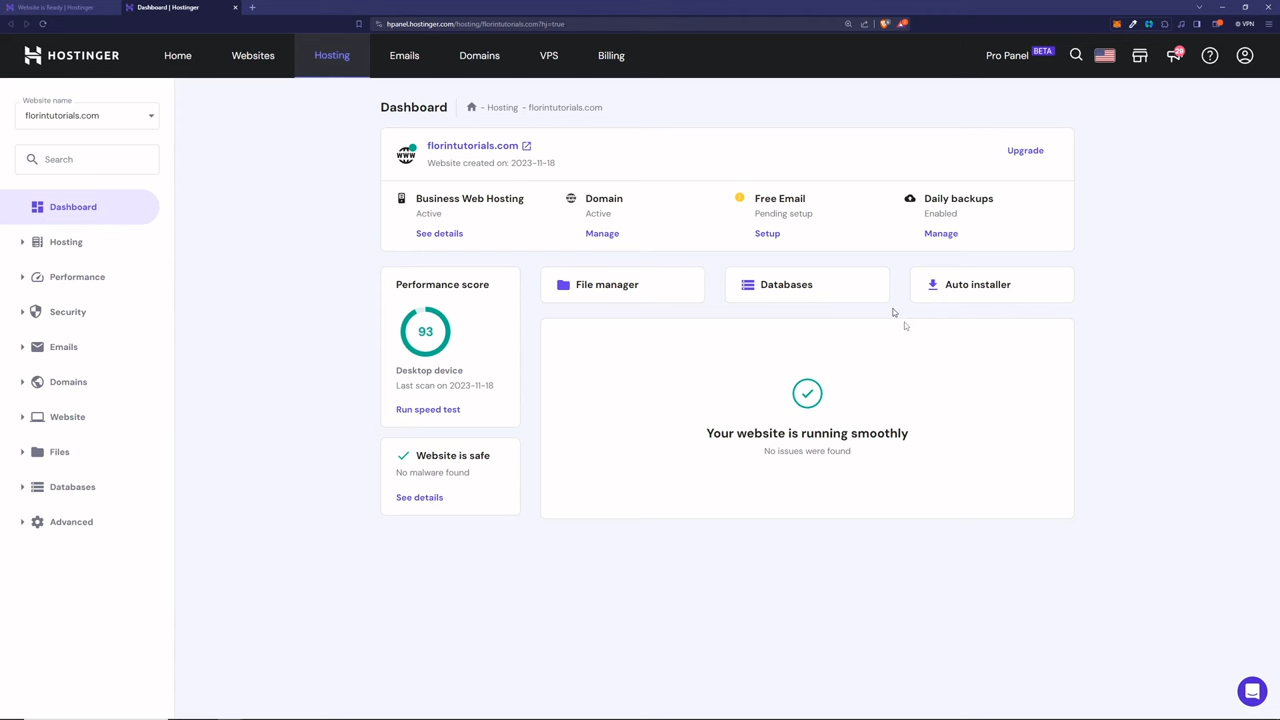 Website is Ready | Hostinger
Dashboard | Hostinger
hpanel.hostinger.com/hosting/florintutorials.com?hj=true
VPN
HOSTINGER
Home
Websites
Hosting
Emails
Domains
VPS
Billing
Pro Panel BETA
29
Website name
florintutorials.com
Search
Dashboard
Hosting
Performance
Security
Emails
Domains
Website
Files
Databases
Advanced
Dashboard
- Hosting - florintutorials.com
www
florintutorials.com
Website created on: 2023-11-18
Upgrade
Business Web Hosting
Active
See details
Domain
Active
Manage
Free Email
Pending setup
Setup
Daily backups
Enabled
Manage
Performance score
93
Desktop device
Last scan on 2023-11-18
Run speed test
File manager
Databases
Auto installer
Your website is running smoothly
No issues were found
Website is safe
No malware found
See details